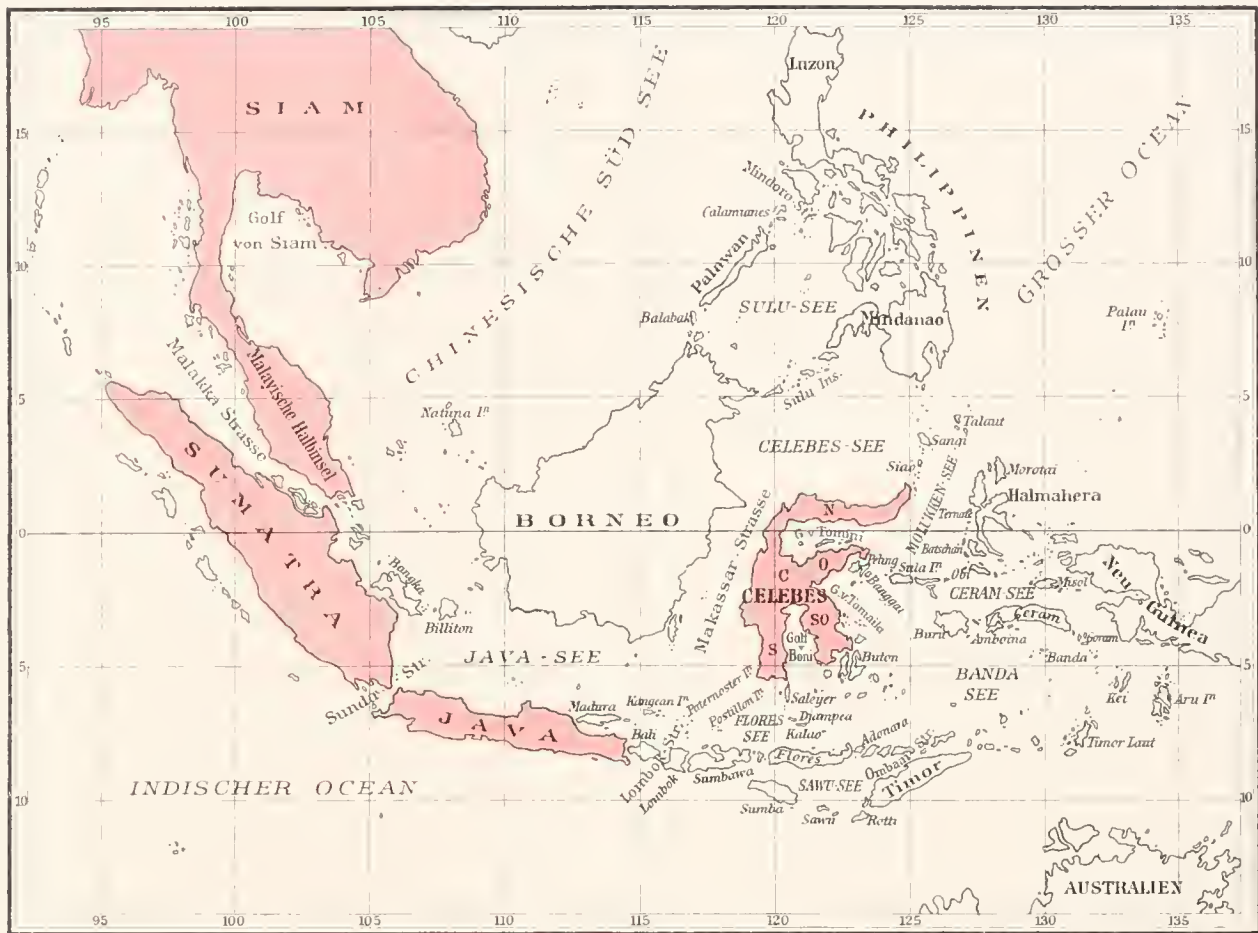 95 100 105 110 115 120 125 130 135
Luzon
SIAM
15
15
PHILIPPINEN
CHINESISCHE SÜD SEE
GROSSER OCEAN
Mindoro Str.
Calamianes
Golf
von Siam
10
10
Palowan
SULU-SEE
Balabak
Mindanao
Palau
Iⁿ
Malakka Strasse
Malayische Halbinsel
Sulu Ins.
5
5
Natuna Iⁿ
Talaut
CELEBES-SEE
Sangi
Siao
MOLUKKEN-SEE
Morotai
Halmahera
SUMATRA
Ternate
N
BORNEO
Makassar-Strasse
0
0
G. v. Tomini
Batschan
Peling
O
Sula Iⁿ
Obi
Misol
Neu Guinea
C
CELEBES
Banggai
CERAM-SEE
Bangka
Billiton
G. v. Tomaiba
SO
Ceram
Buru
Amboina
Goram
Golf
v
Boni
S
Banda
JAVA-SEE
Buton
5
5
BANDA
SEE
Sunda Str.
Paternoster Iⁿ
Postillon Iⁿ
Saleyer
Kei
Aru Iⁿ
Madura
Kangean Iⁿ
JAVA
FLORES
SEE
Djampea
Kalao
Bali
Adonara
Timor Laut
Lombok-Str.
Lombok
Sumbawa
Flores
Ombaai Str.
Timor
INDISCHER OCEAN
SAWU-SEE
Sumba
Sawu
Rotti
10
10
AUSTRALIEN
95 100 105 110 115 120 125 130 135